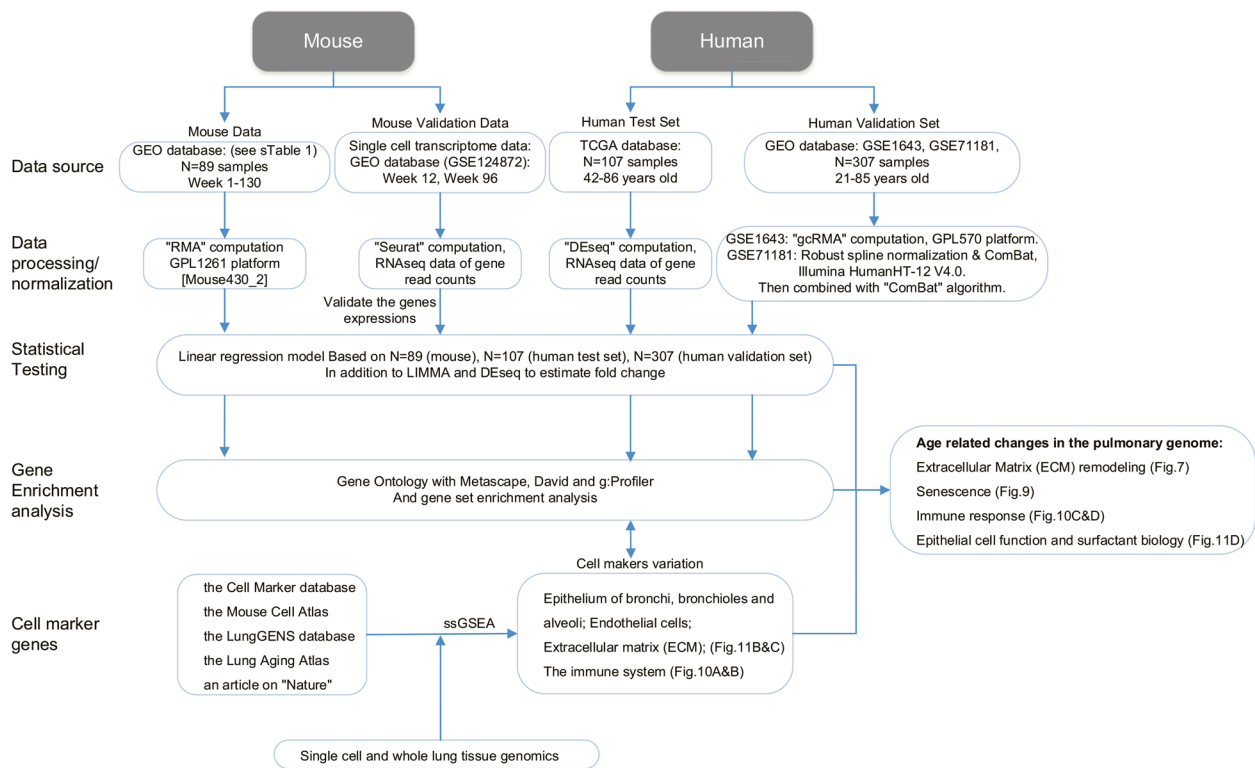 Mouse
Human
Mouse Data
Mouse Validation Data
Human Test Set
Human Validation Set
Data source
GEO database: (see sTable 1)
N=89 samples
Week 1-130
Single cell transcriptome data:
GEO database (GSE124872):
Week 12, Week 96
TCGA database:
N=107 samples
42-86 years old
GEO database: GSE1643, GSE71181,
N=307 samples
21-85 years old
Data
processing/
normalization
"RMA" computation
GPL1261 platform
[Mouse430_2]
"Seurat" computation,
RNAseq data of gene
read counts
"DEseq" computation,
RNAseq data of gene
read counts
GSE1643: "gcRMA" computation, GPL570 platform.
GSE71181: Robust spline normalization & ComBat,
Illumina HumanHT-12 V4.0.
Then combined with "ComBat" algorithm.
Validate the genes
expressions
Statistical
Testing
Linear regression model Based on N=89 (mouse), N=107 (human test set), N=307 (human validation set)
In addition to LIMMA and DEseq to estimate fold change
Gene
Enrichment
analysis
Gene Ontology with Metascape, David and g:Profiler
And gene set enrichment analysis
Age related changes in the pulmonary genome:
Extracellular Matrix (ECM) remodeling (Fig.7)
Senescence (Fig.9)
Immune response (Fig.10C&D)
Epithelial cell function and surfactant biology (Fig.11D)
Cell makers variation
Cell marker
genes
the Cell Marker database
the Mouse Cell Atlas
the LungGENS database
the Lung Aging Atlas
an article on "Nature"
ssGSEA
Epithelium of bronchi, bronchioles and
alveoli; Endothelial cells;
Extracellular matrix (ECM); (Fig.11B&C)
The immune system (Fig.10A&B)
Single cell and whole lung tissue genomics